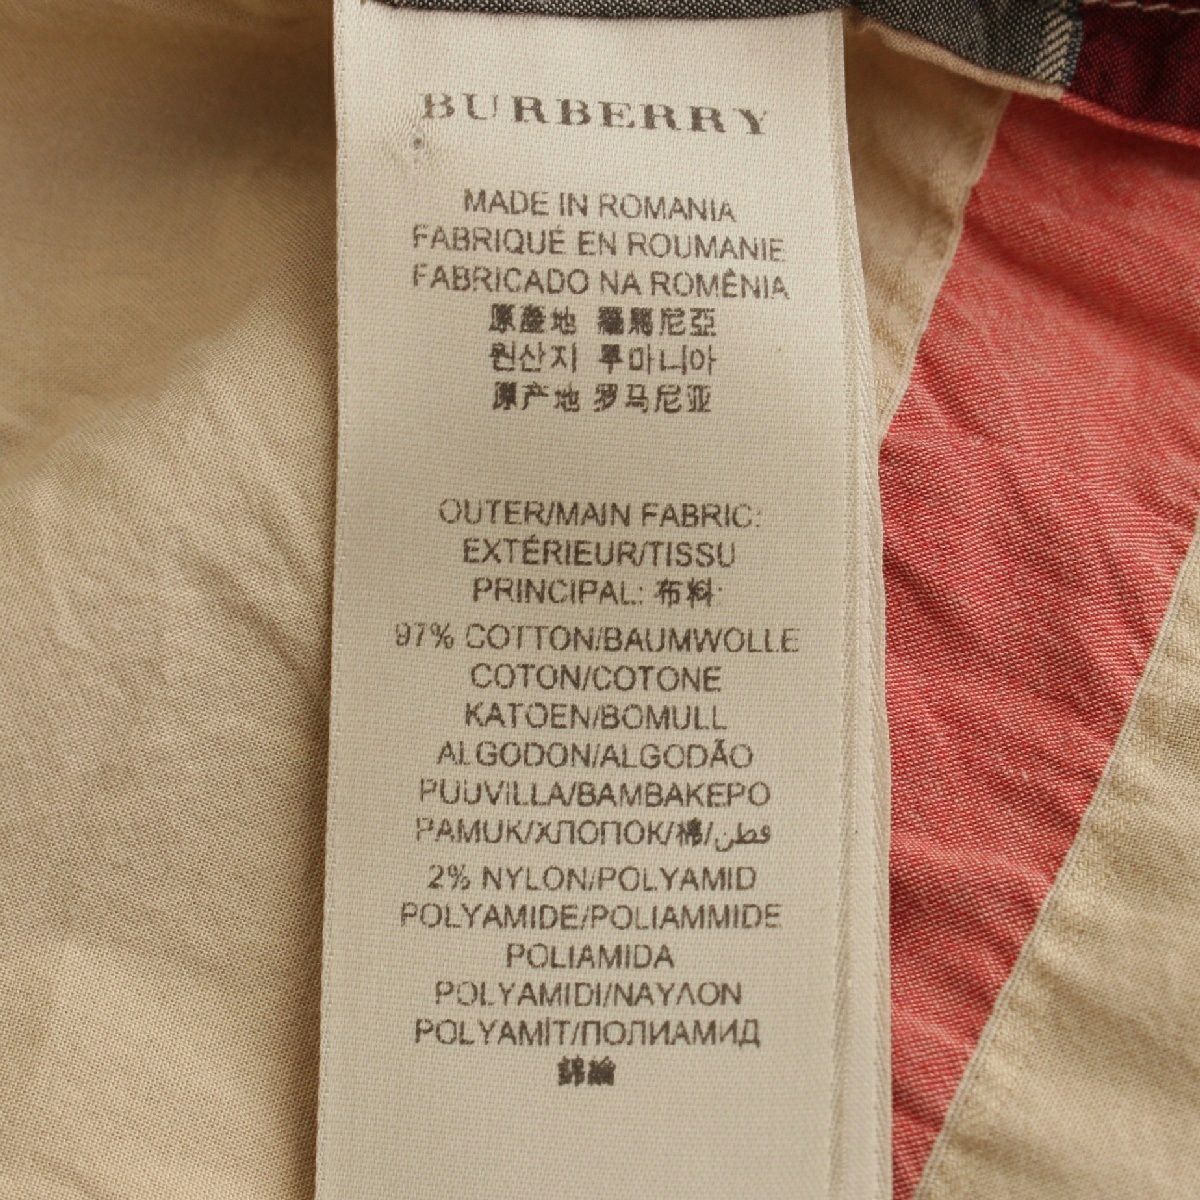 BURBERRY
MADE IN ROMANIA
FABRIQUÉ EN ROUMANIE
FABRICADO NA ROMÊNIA
原產地 羅馬尼亞
원산지 루마니아
原产地 罗马尼亚
OUTER/MAIN FABRIC:
EXTÉRIEUR/TISSU
PRINCIPAL: 布料:
97% COTTON/BAUMWOLLE
COTON/COTONE
KATOEN/BOMULL
ALGODON/ALGODÃO
PUUVILLA/ΒΑΜΒΑΚΕΡΟ
PAMUK/ХЛОПОК/棉/قطن
2% NYLON/POLYAMID
POLYAMIDE/POLIAMMIDE
POLIAMIDA
POLYAMIDI/ΝΑΥΛΟΝ
POLYAMİT/ПОЛИАМИД
錦綸